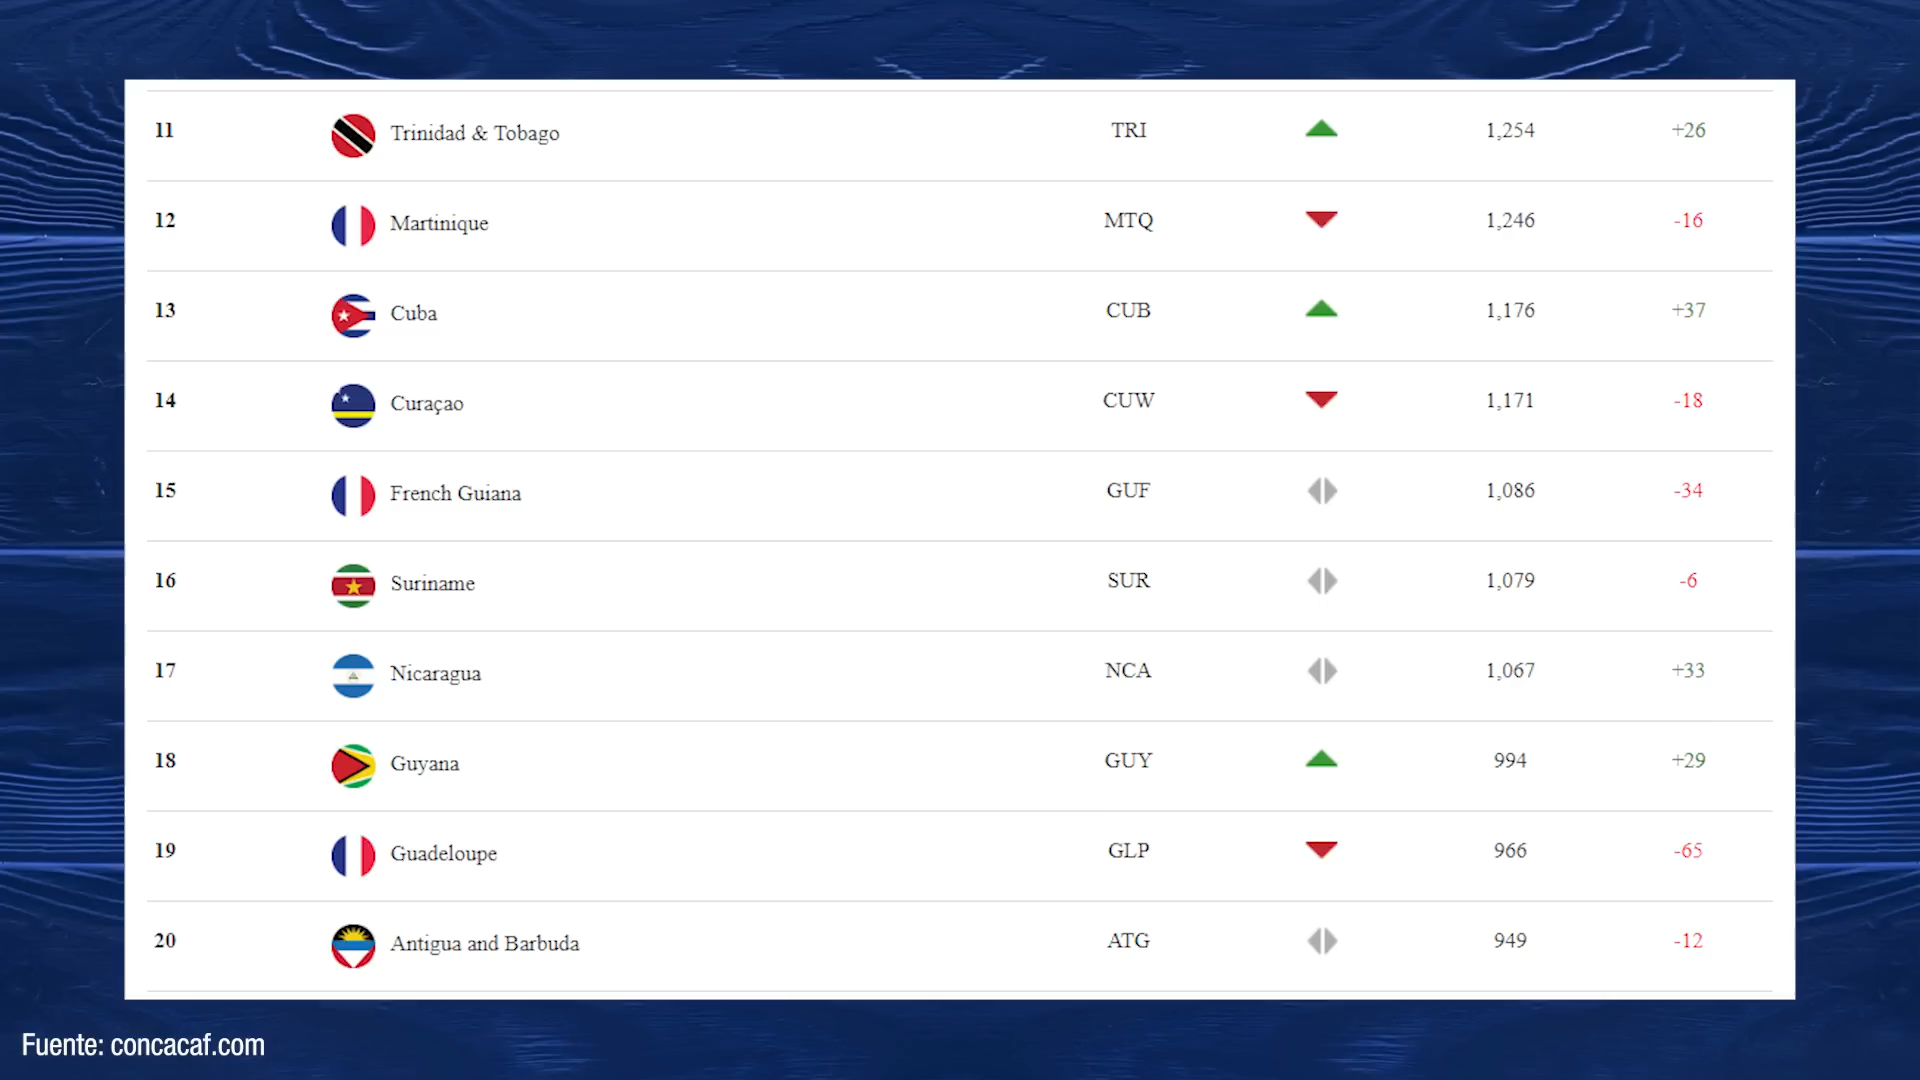 11 Trinidad & Tobago TRI 1,254 +26
12 Martinique MTQ 1,246 -16
13 Cuba CUB 1,176 +37
14 Curaçao CUW 1,171 -18
15 French Guiana GUF 1,086 -34
16 Suriname SUR 1,079 -6
17 Nicaragua NCA 1,067 +33
18 Guyana GUY 994 +29
19 Guadeloupe GLP 966 -65
20 Antigua and Barbuda ATG 949 -12
Fuente: concacaf.com